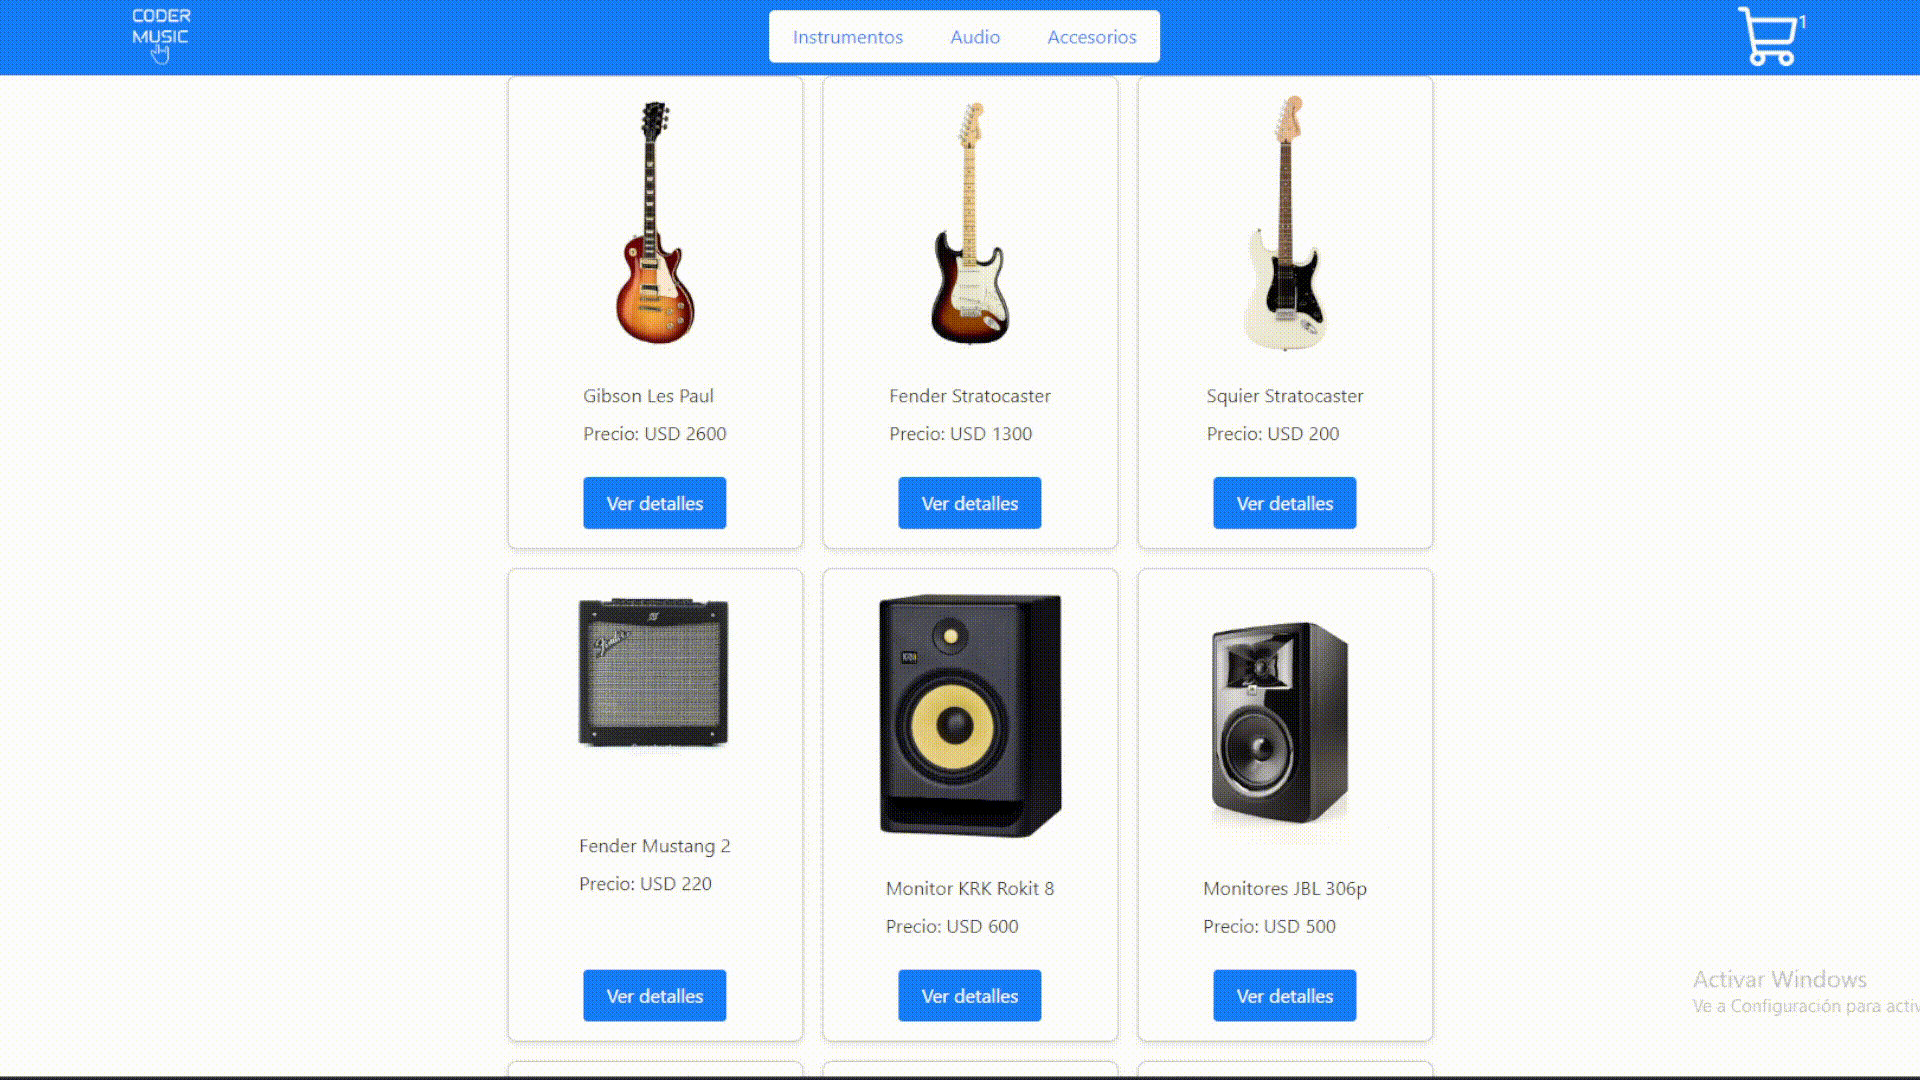 CODER
MUSIC
Instrumentos
Audio
Accesorios
1
Gibson Les Paul
Precio: USD 2600
Ver detalles
Fender Stratocaster
Precio: USD 1300
Ver detalles
Squier Stratocaster
Precio: USD 200
Ver detalles
Fender
Fender Mustang 2
Precio: USD 220
Ver detalles
KRK
Monitor KRK Rokit 8
Precio: USD 600
Ver detalles
Monitores JBL 306p
Precio: USD 500
Ver detalles
Activar Windows
Ve a Configuración para activ